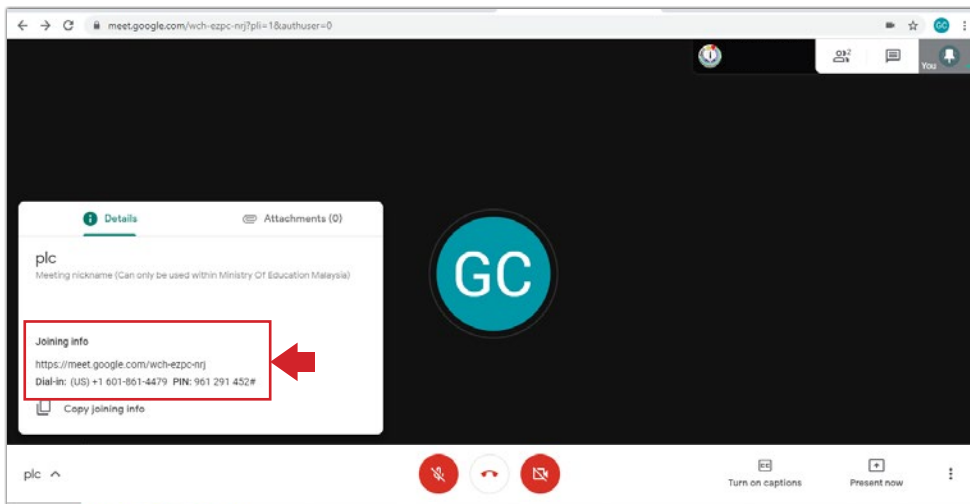 meet.google.com/wch-ezpc-nrj?pli=1&authuser=0
GC
2
You
Details
Attachments (0)
plc
Meeting nickname (Can only be used within Ministry Of Education Malaysia)
GC
Joining info
https://meet.google.com/wch-ezpc-nrj
Dial-in: (US) +1 601-861-4479 PIN: 961 291 452#
Copy joining info
plc
CC
Turn on captions
Present now